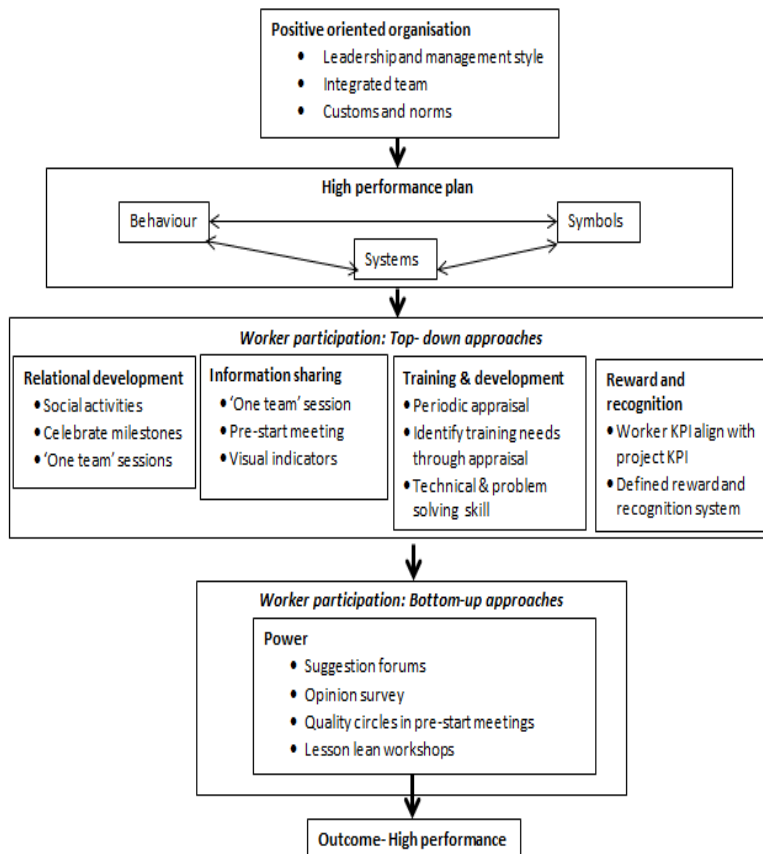 Positive oriented organisation
• Leadership and management style
• Integrated team
• Customs and norms
High performance plan
Behaviour
Symbols
Systems
Worker participation: Top- down approaches
Relational development
• Social activities
• Celebrate milestones
• 'One team' sessions
Information sharing
• 'One team' session
• Pre-start meeting
• Visual indicators
Training & development
• Periodic appraisal
• Identify training needs
through appraisal
• Technical & problem
solving skill
Reward and
recognition
• Worker KPI align with
project KPI
• Defined reward and
recognition system
Worker participation: Bottom-up approaches
Power
• Suggestion forums
• Opinion survey
• Quality circles in pre-start meetings
• Lesson lean workshops
Outcome- High performance